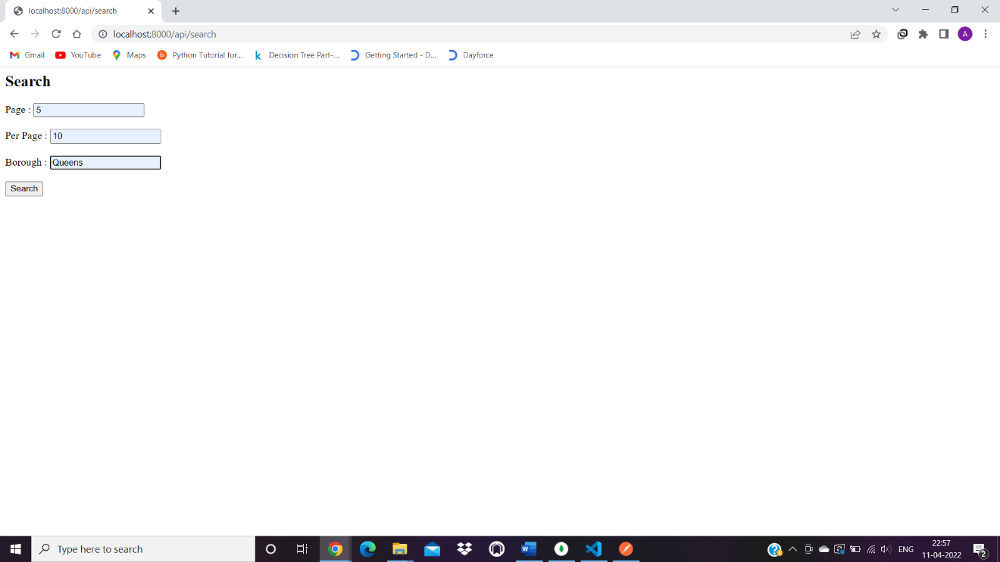 localhost:8000/api/search
localhost:8000/api/search
Gmail YouTube Maps Python Tutorial for... Decision Tree Part-... Getting Started - D... Dayforce
Search
Page : 5
Per Page : 10
Borough : Queens
Search
Type here to search
ENG 22:57
11-04-2022
2
A